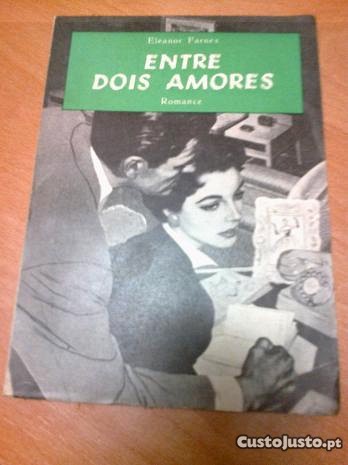 Eleanor Farnes
ENTRE
DOIS AMORES
Romance
CustoJusto.pt